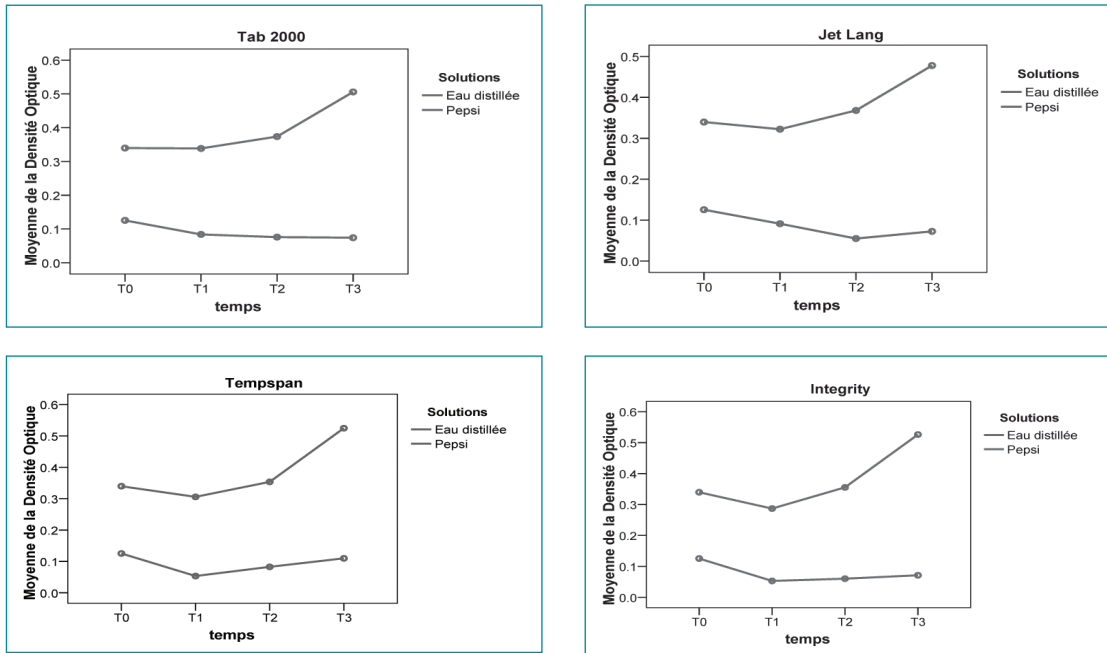 Tab 2000
Moyenne de la Densité Optique
0.6
0.5
0.4
0.3
0.2
0.1
0.0
T0 T1 T2 T3
temps
Solutions
Eau distillée
Pepsi
Jet Lang
Moyenne de la Densité Optique
0.5
0.4
0.3
0.2
0.1
0.0
T0 T1 T2 T3
temps
Solutions
Eau distillée
Pepsi
Tempspan
Moyenne de la Densité Optique
0.6
0.5
0.4
0.3
0.2
0.1
0.0
T0 T1 T2 T3
temps
Solutions
Eau distillée
Pepsi
Integrity
Moyenne de la Densité Optique
0.6
0.5
0.4
0.3
0.2
0.1
0.0
T0 T1 T2 T3
temps
Solutions
Eau distillée
Pepsi